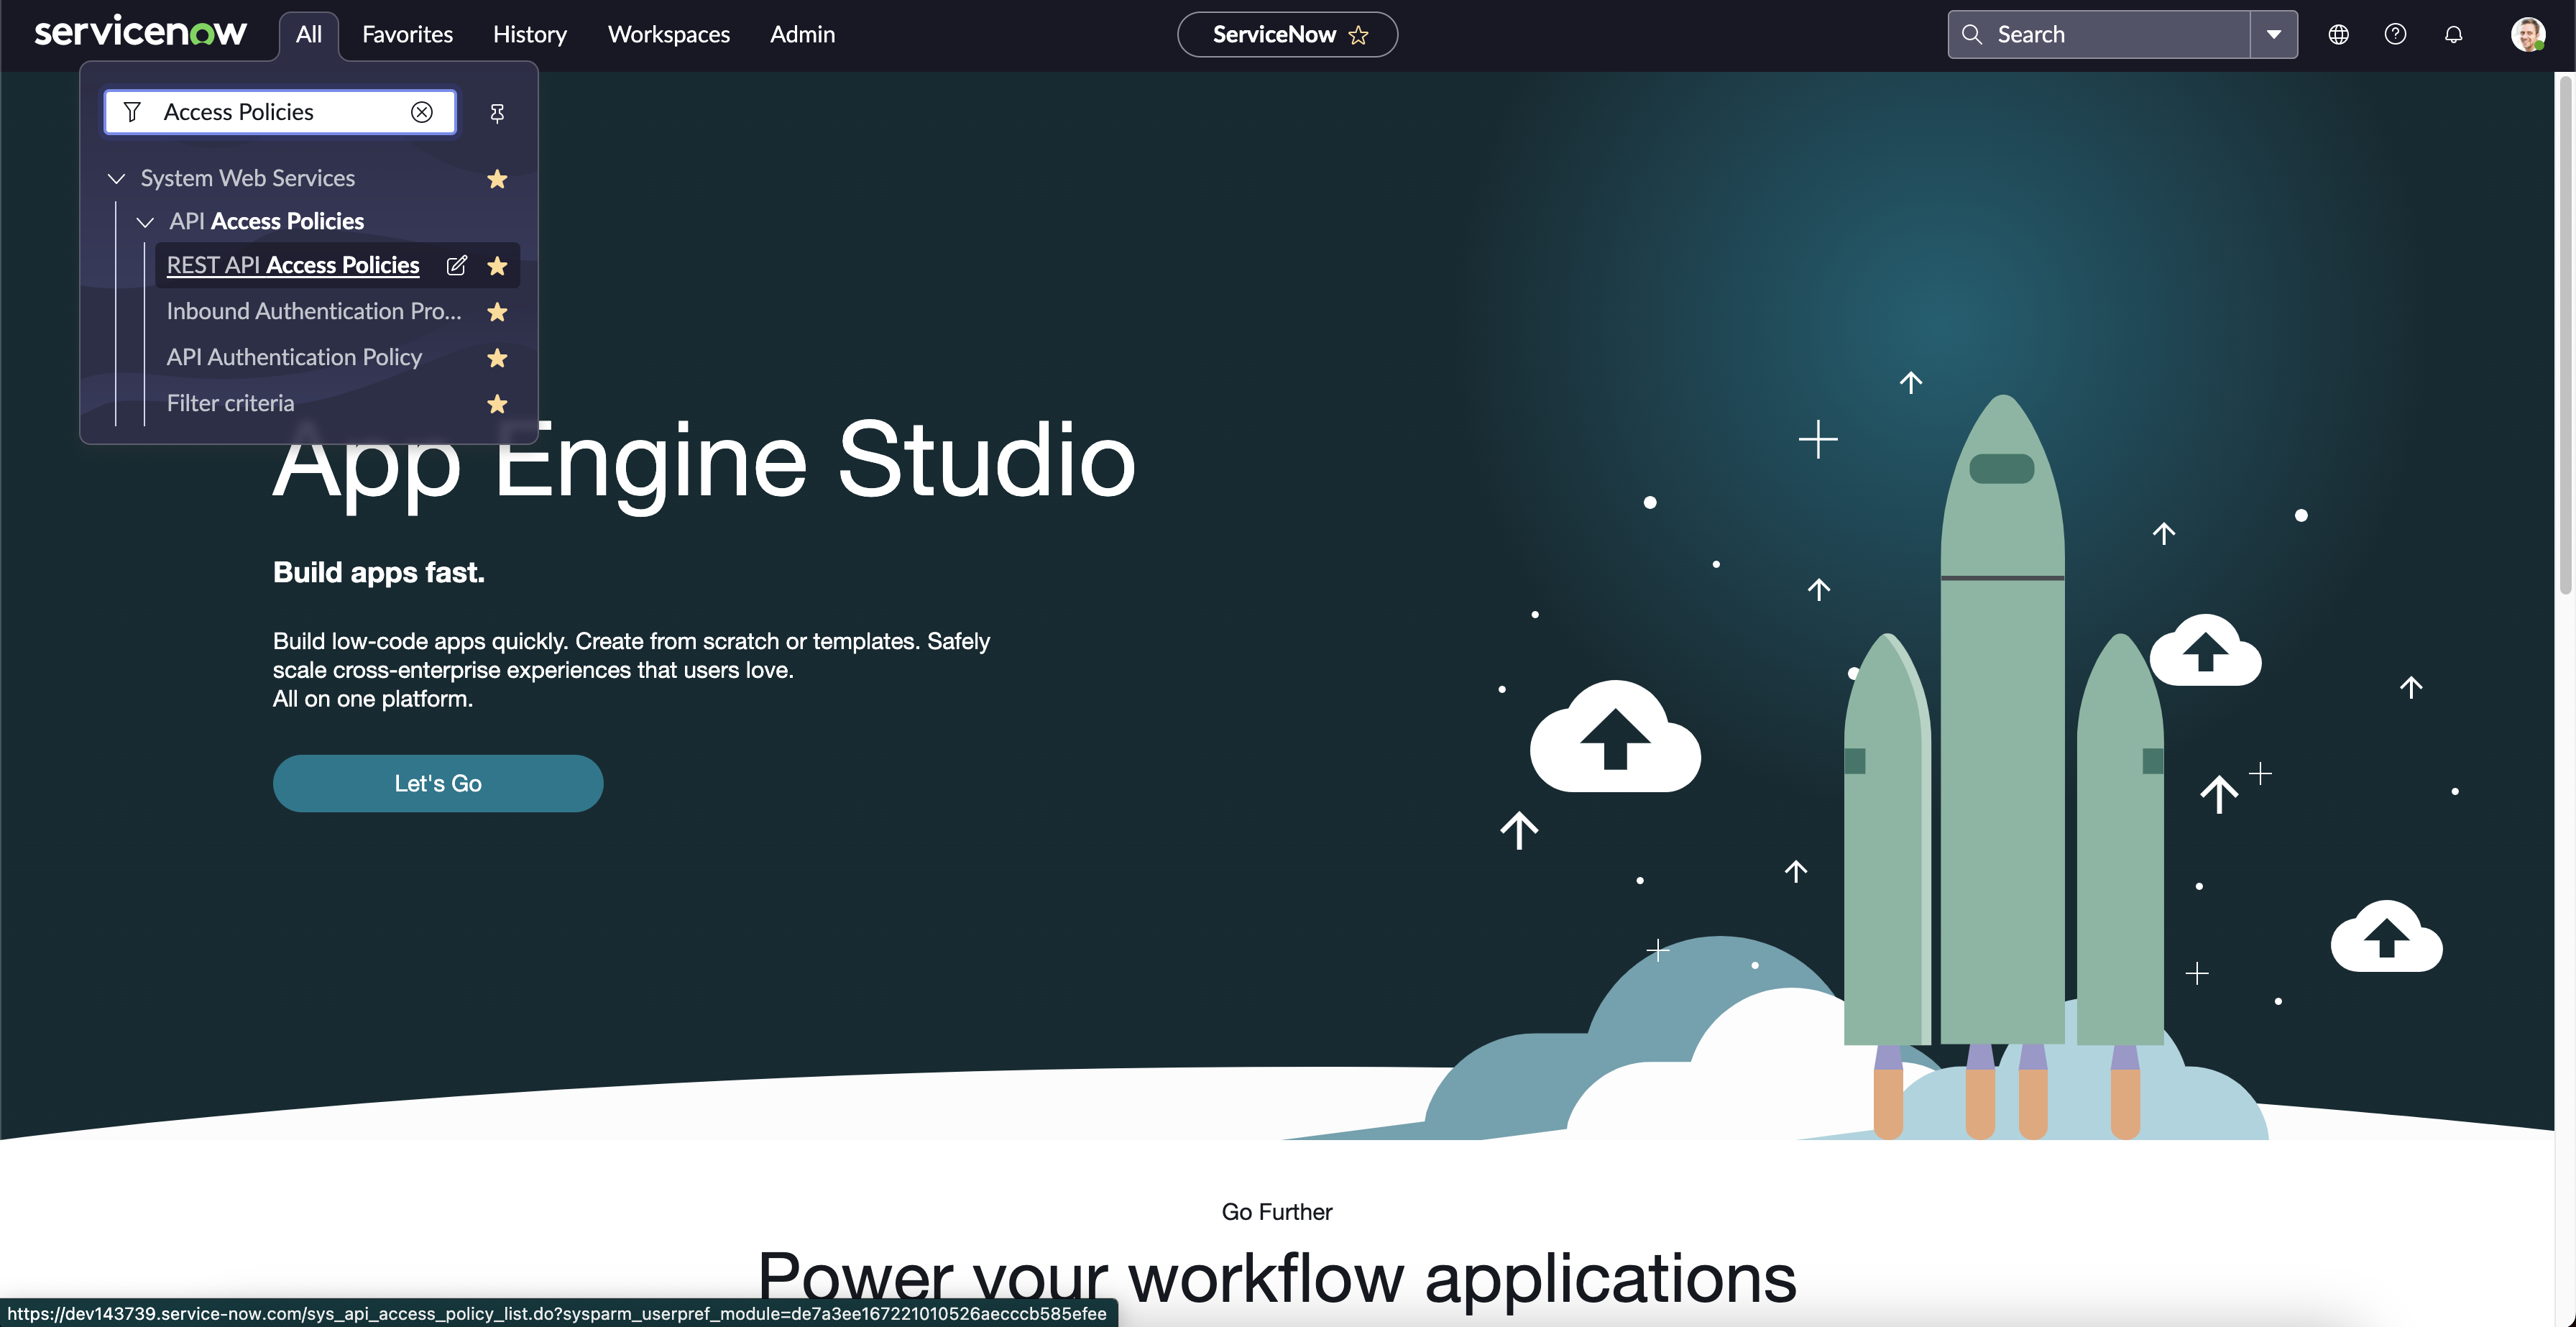 servicenow
All
Favorites
History
Workspaces
Admin
ServiceNow
Search
Access Policies
System Web Services
API Access Policies
REST API Access Policies
Inbound Authentication Pro...
API Authentication Policy
Filter criteria
App Engine Studio
Build apps fast.
Build low-code apps quickly. Create from scratch or templates. Safely
scale cross-enterprise experiences that users love.
All on one platform.
Let's Go
Go Further
Power your workflow applications
https://dev143739.service-now.com/sys_api_access_policy_list.do?sysparm_userpref_module=de7a3ee167221010526aecccb585efee